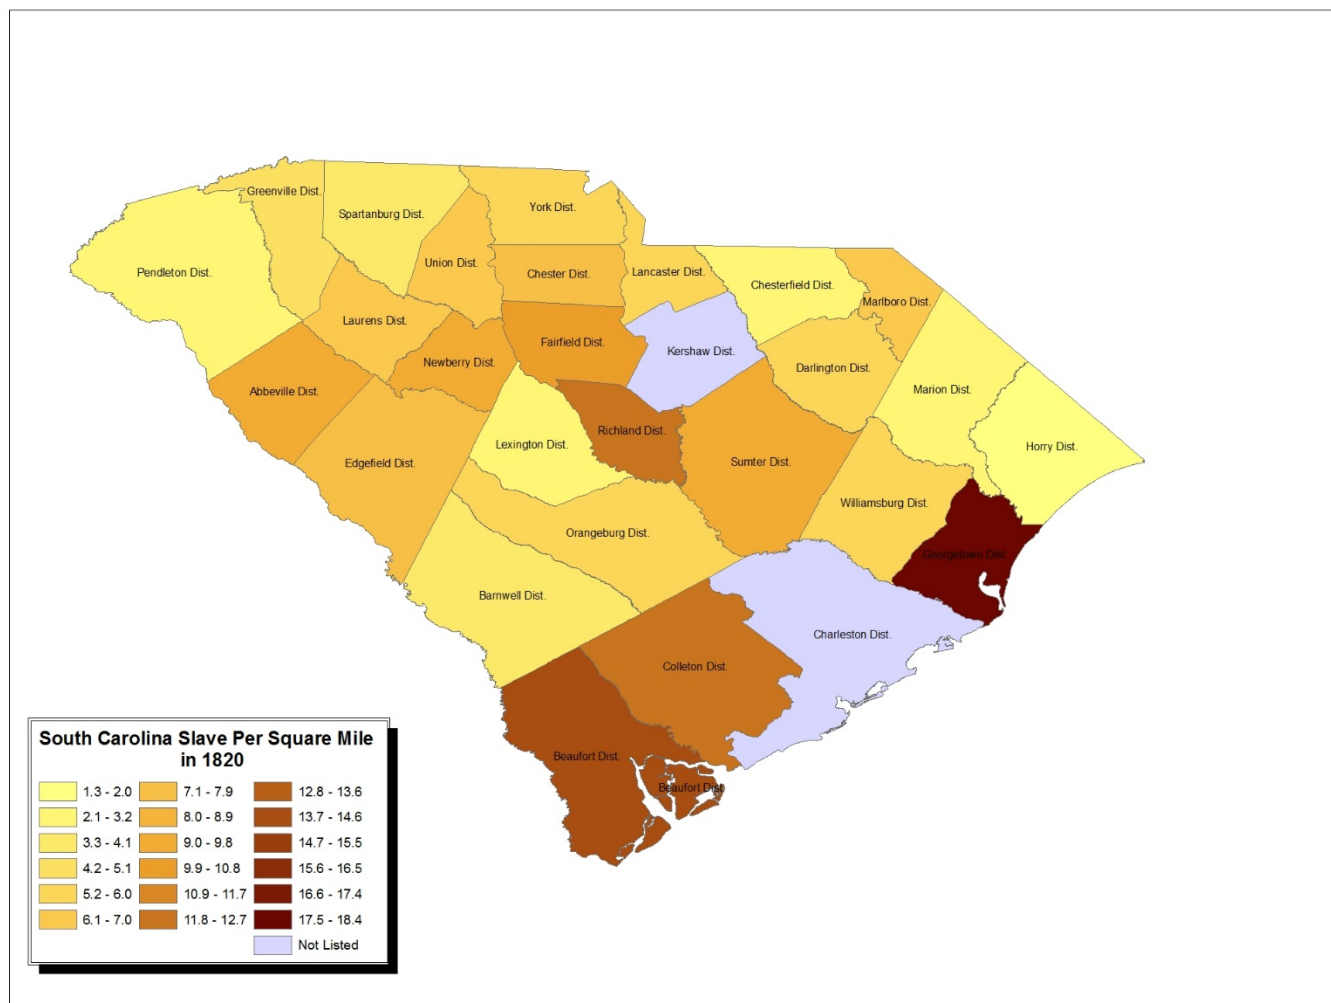 Greenville Dist.
Spartanburg Dist.
York Dist.
Pendleton Dist.
Union Dist.
Chester Dist.
Lancaster Dist.
Chesterfield Dist.
Marlboro Dist.
Laurens Dist.
Newberry Dist.
Fairfield Dist.
Kershaw Dist.
Darlington Dist.
Marion Dist.
Abbeville Dist.
Edgefield Dist.
Lexington Dist.
Richland Dist.
Sumter Dist.
Horry Dist.
Williamsburg Dist.
Orangeburg Dist.
Georgetown Dist.
Barnwell Dist.
Charleston Dist.
Colleton Dist.
Beaufort Dist.
Beaufort Dist.
South Carolina Slave Per Square Mile
in 1820
1.3 - 2.0
2.1 - 3.2
3.3 - 4.1
4.2 - 5.1
5.2 - 6.0
6.1 - 7.0
7.1 - 7.9
8.0 - 8.9
9.0 - 9.8
9.9 - 10.8
10.9 - 11.7
11.8 - 12.7
12.8 - 13.6
13.7 - 14.6
14.7 - 15.5
15.6 - 16.5
16.6 - 17.4
17.5 - 18.4
Not Listed